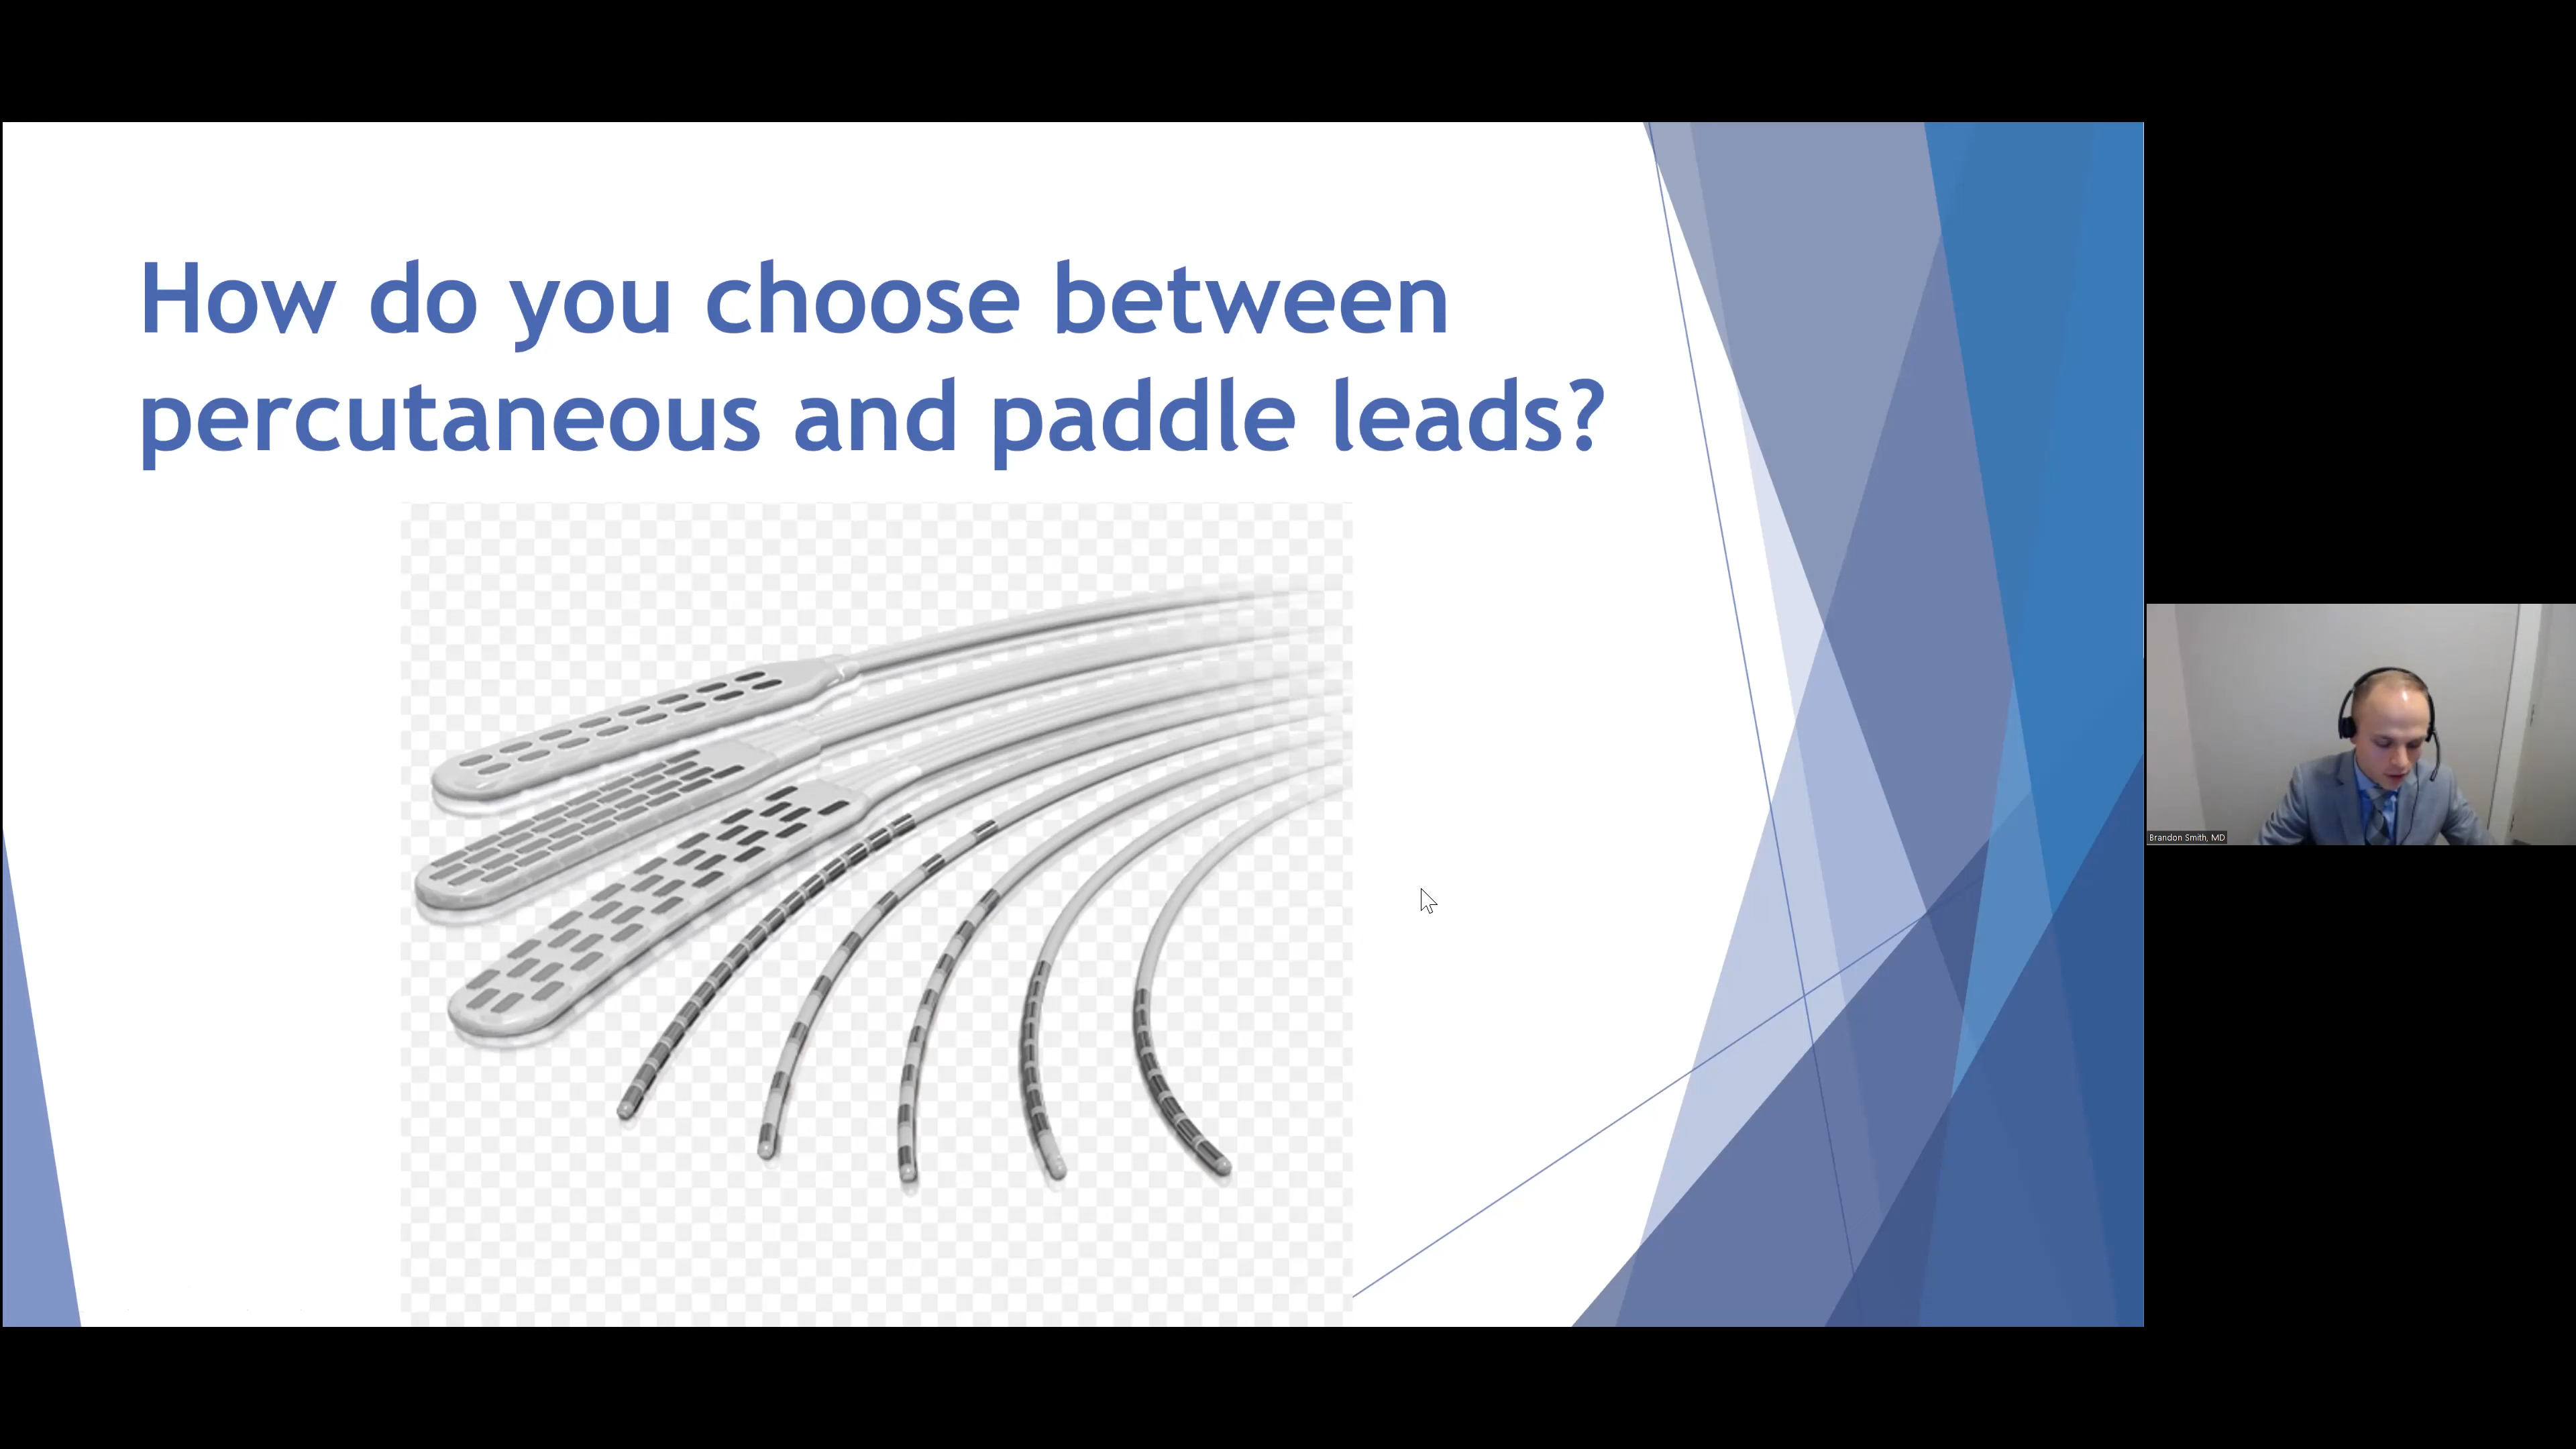 How do you choose between
percutaneous and paddle leads?
Brandon Smith, MD